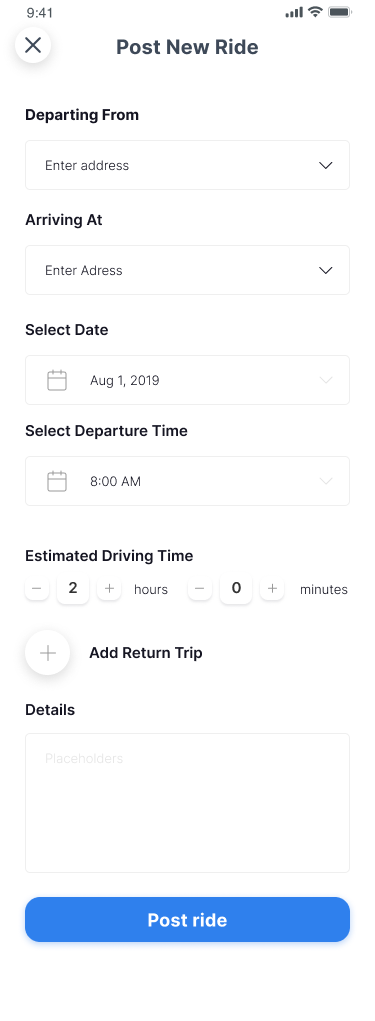 9:41
Post New Ride
Departing From
Enter address
Arriving At
Enter Adress
Select Date
Aug 1, 2019
Select Departure Time
8:00 AM
Estimated Driving Time
2 hours 0 minutes
Add Return Trip
Details
Placeholders
Post ride